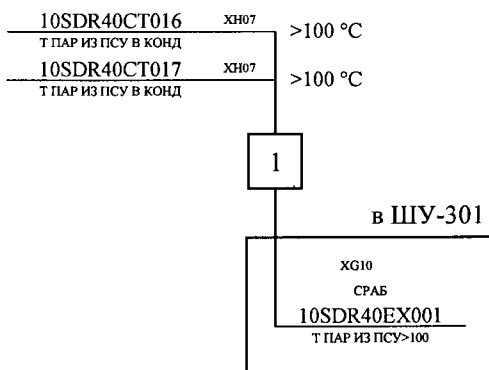 10SDR40CT016 XH07 >100 °C
Т ПАР ИЗ ПСУ В КОНД
10SDR40CT017 XH07 >100 °C
Т ПАР ИЗ ПСУ В КОНД
1
в ШУ-301
XG10
СРАБ
10SDR40EX001
Т ПАР ИЗ ПСУ>100